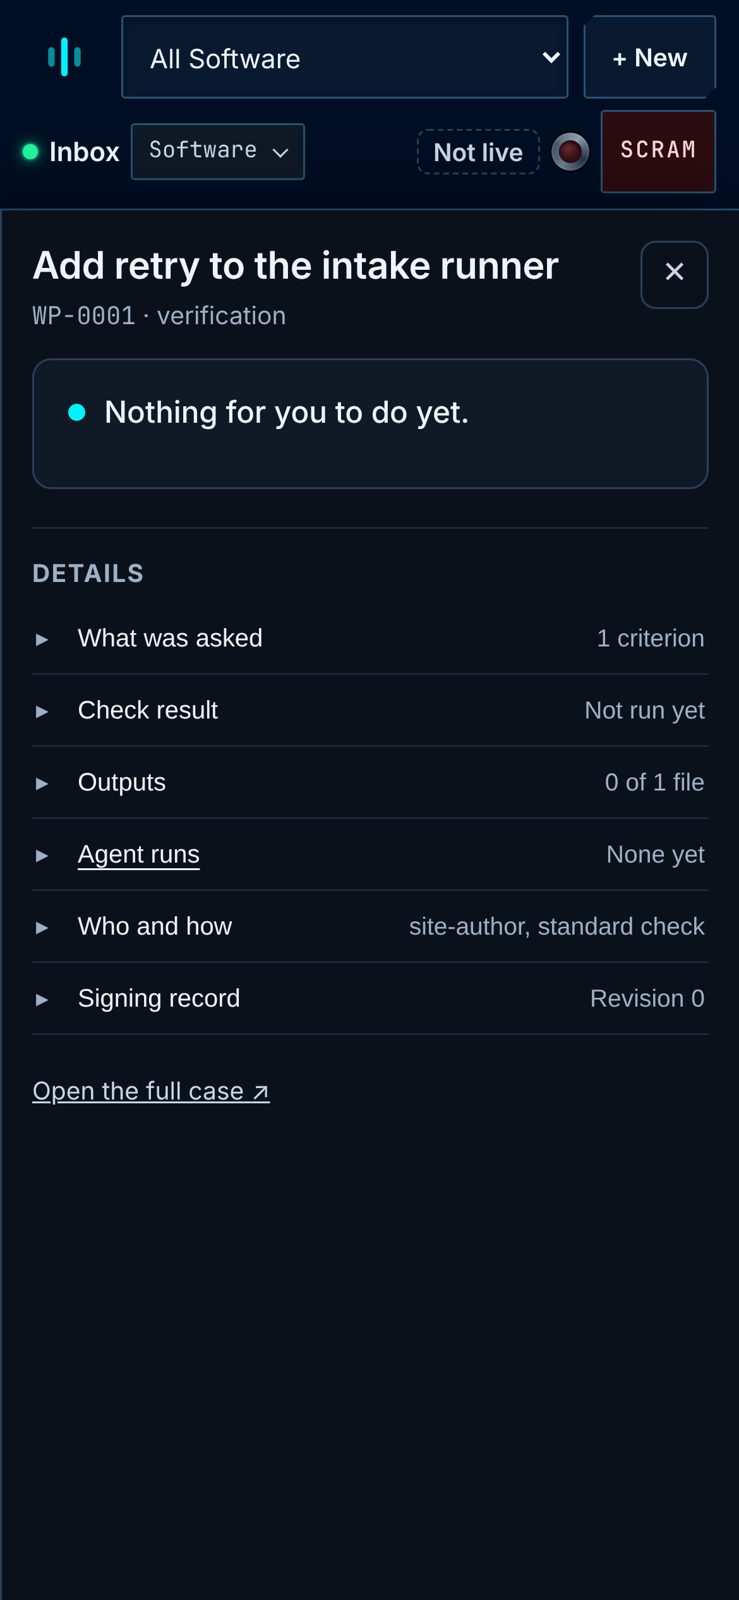 All Software
+ New
Inbox
Software
Not live
SCRAM
Add retry to the intake runner
WP-0001 · verification
Nothing for you to do yet.
DETAILS
What was asked 1 criterion
Check result Not run yet
Outputs 0 of 1 file
Agent runs None yet
Who and how site-author, standard check
Signing record Revision 0
Open the full case ↗